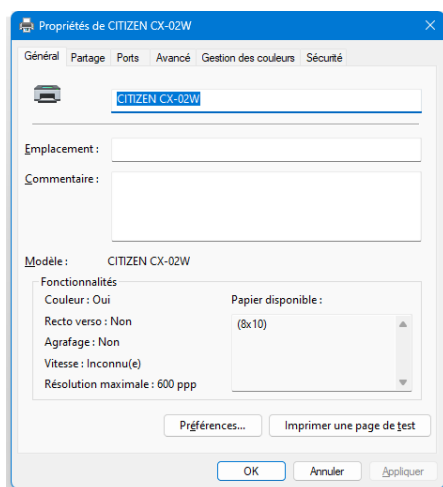 Propriétés de CITIZEN CX-02W
Général Partage Ports Avancé Gestion des couleurs Sécurité
CITIZEN CX-02W
Emplacement :
Commentaire :
Modèle : CITIZEN CX-02W
Fonctionnalités
Couleur : Oui Papier disponible :
Recto verso : Non (8x10)
Agrafage : Non
Vitesse : Inconnu(e)
Résolution maximale : 600 ppp
Préférences... Imprimer une page de test
OK Annuler Appliquer